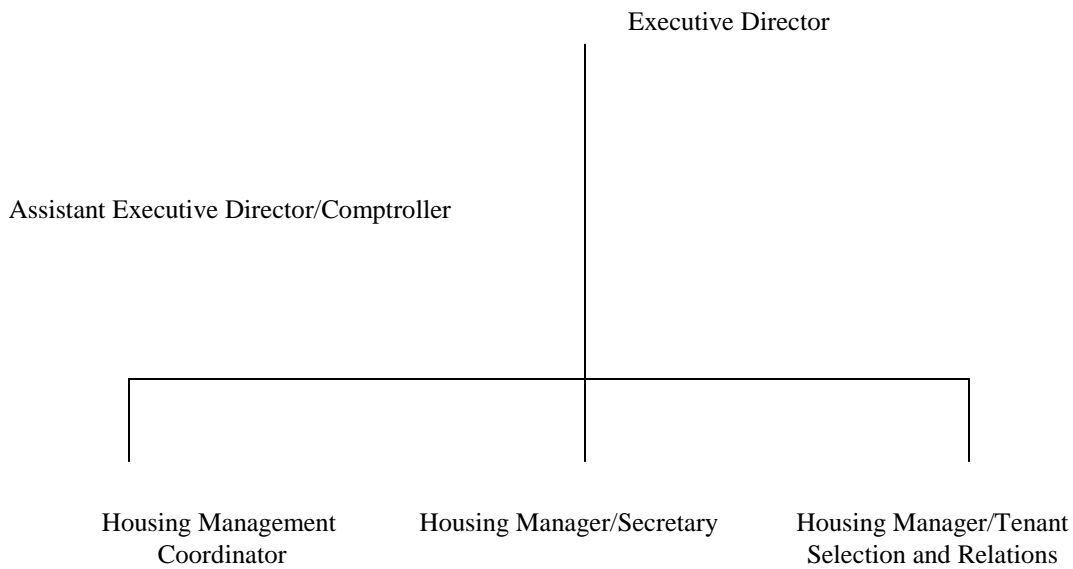 Executive Director
Assistant Executive Director/Comptroller
Housing Management
Coordinator
Housing Manager/Secretary
Housing Manager/Tenant
Selection and Relations